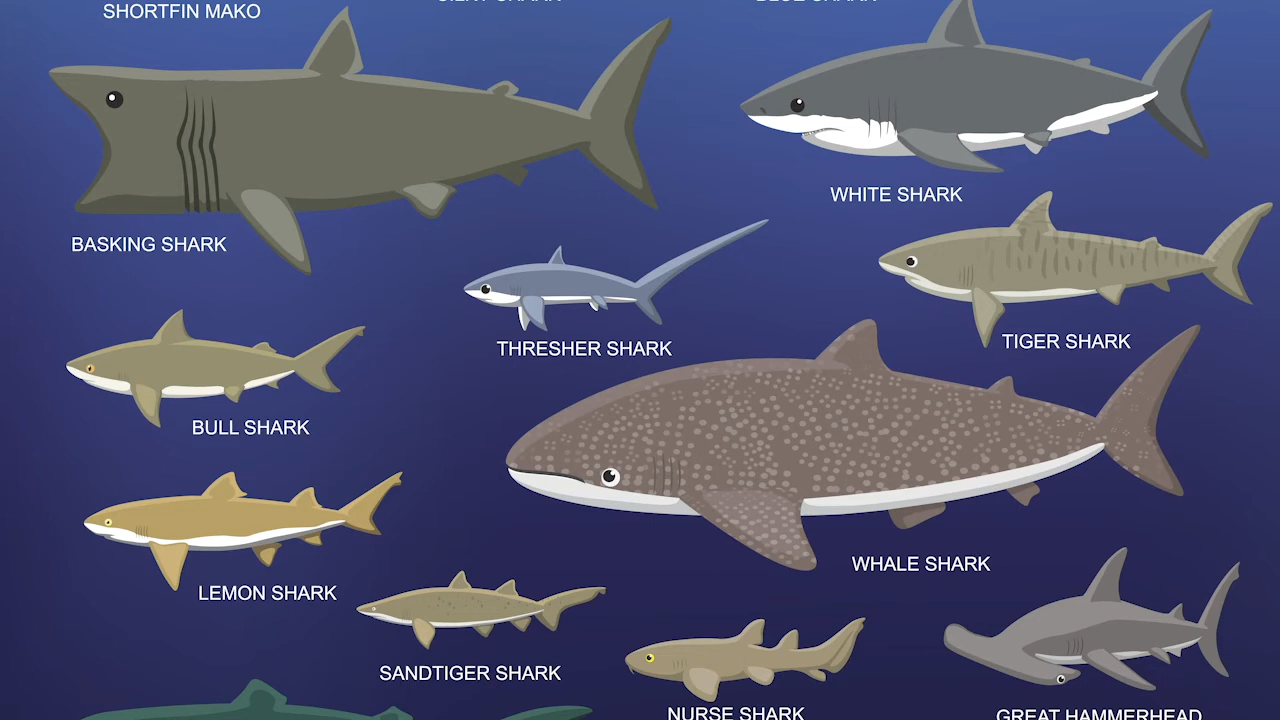 SHORTFIN MAKO
WHITE SHARK
BASKING SHARK
TIGER SHARK
THRESHER SHARK
BULL SHARK
WHALE SHARK
LEMON SHARK
SANDTIGER SHARK
NURSE SHARK
GREAT HAMMERHEAD